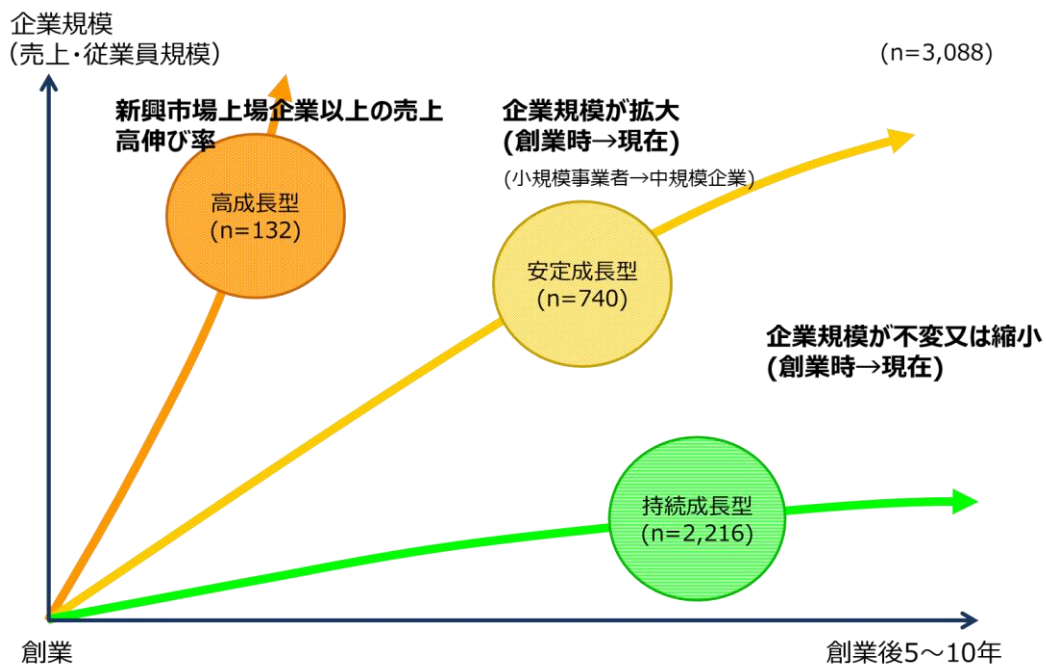 企業規模
(売上・従業員規模)
(n=3,088)
新興市場上場企業以上の売上
高伸び率
高成長型
(n=132)
企業規模が拡大
(創業時→現在)
(小規模事業者→中規模企業)
安定成長型
(n=740)
企業規模が不変又は縮小
(創業時→現在)
持続成長型
(n=2,216)
創業
創業後5～10年